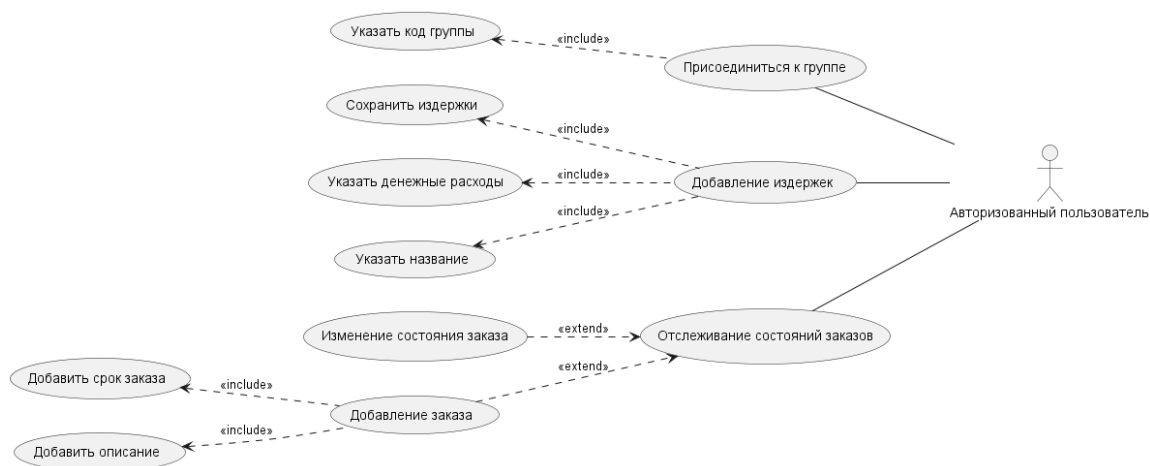 Указать код группы
«include»
Присоединиться к группе
Сохранить издержки
«include»
Указать денежные расходы
«include»
Добавление издержек
«include»
Указать название
Авторизованный пользователь
Изменение состояния заказа
«extend»
Отслеживание состояний заказов
«extend»
Добавить срок заказа
«include»
Добавление заказа
«include»
Добавить описание